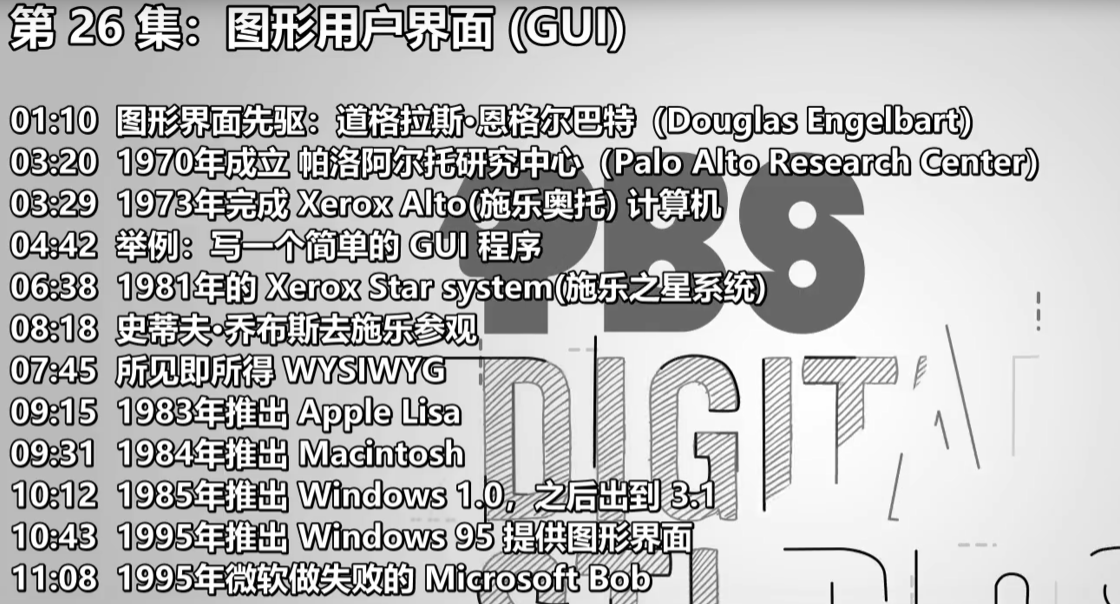 第 26 集：图形用户界面 (GUI)
01:10 图形界面先驱：道格拉斯·恩格尔巴特（Douglas Engelbart）
03:20 1970年成立 帕洛阿尔托研究中心（Palo Alto Research Center）
03:29 1973年完成 Xerox Alto(施乐奥托) 计算机
04:42 举例：写一个简单的 GUI 程序
06:38 1981年的 Xerox Star system(施乐之星系统)
08:18 史蒂夫·乔布斯去施乐参观
07:45 所见即所得 WYSIWYG
09:15 1983年推出 Apple Lisa
09:31 1984年推出 Macintosh
10:12 1985年推出 Windows 1.0，之后出到 3.1
10:43 1995年推出 Windows 95 提供图形界面
11:08 1995年微软做失败的 Microsoft Bob
PBS
DIGITA